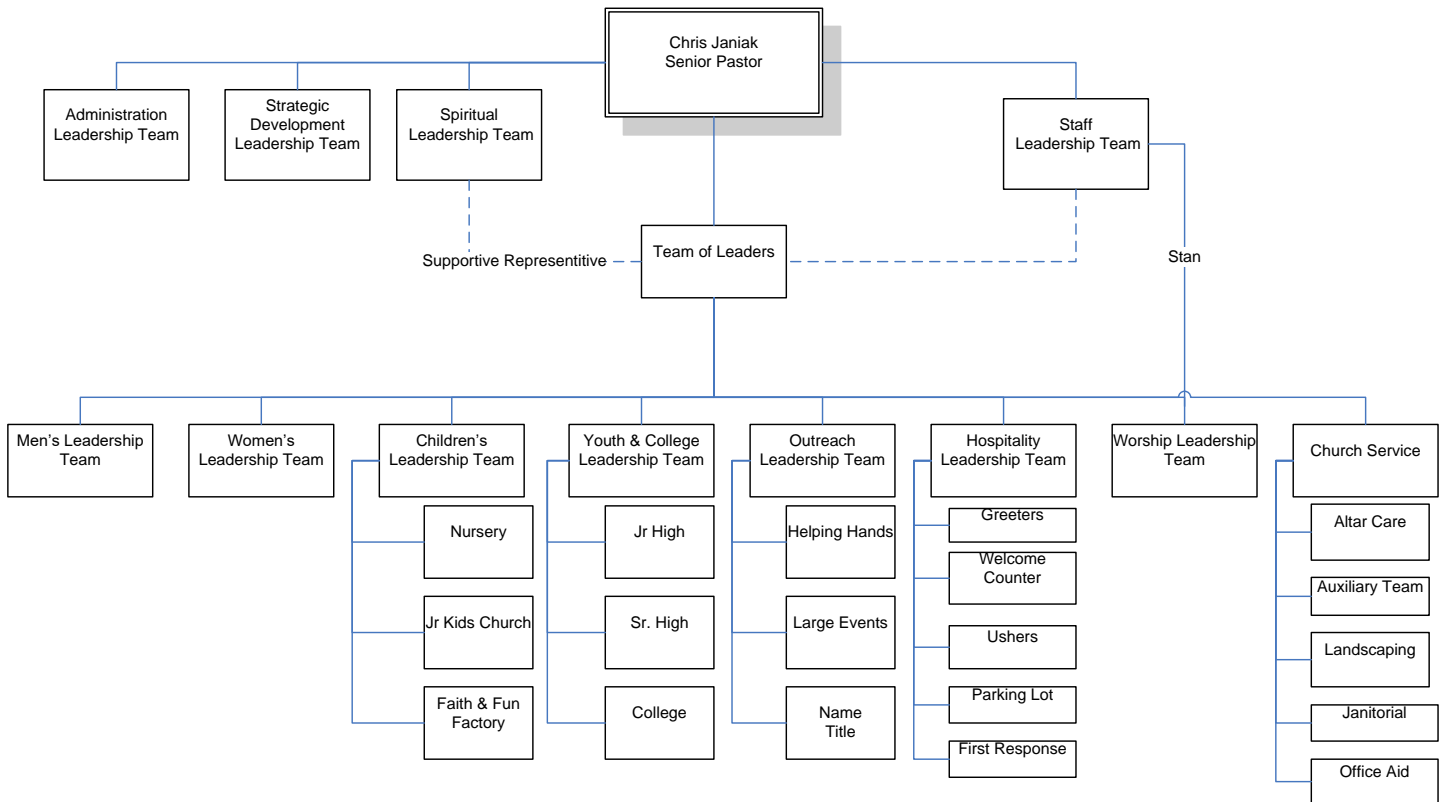 Chris Janiak
Senior Pastor
Administration
Leadership Team
Strategic
Development
Leadership Team
Spiritual
Leadership Team
Staff
Leadership Team
Team of Leaders
Supportive Representitive
Stan
Men's Leadership
Team
Women's
Leadership Team
Children's
Leadership Team
Youth & College
Leadership Team
Outreach
Leadership Team
Hospitality
Leadership Team
Worship Leadership
Team
Church Service
Nursery
Jr Kids Church
Faith & Fun
Factory
Jr High
Sr. High
College
Helping Hands
Large Events
Name
Title
Greeters
Welcome
Counter
Ushers
Parking Lot
First Response
Altar Care
Auxiliary Team
Landscaping
Janitorial
Office Aid